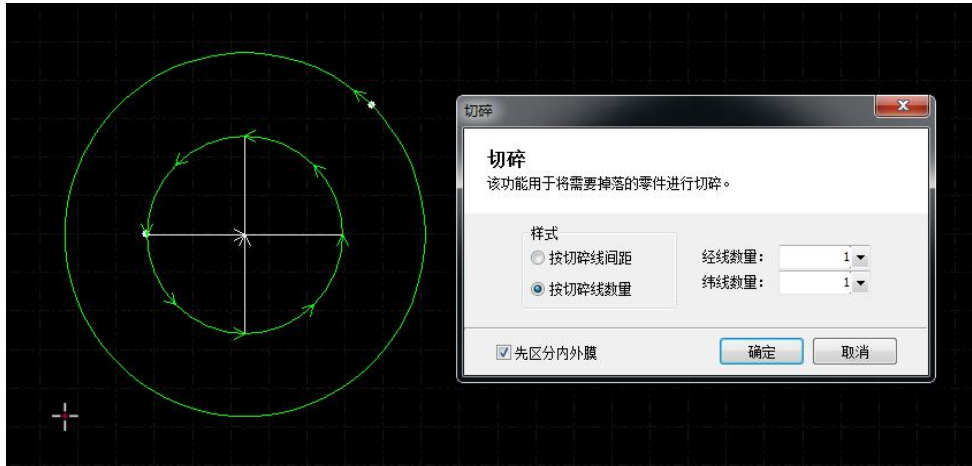 切碎
切碎
该功能用于将需要掉落的零件进行切碎。
样式
按切碎线间距
经线数量: 1
按切碎线数量
纬线数量: 1
先区分内外膜
确定
取消